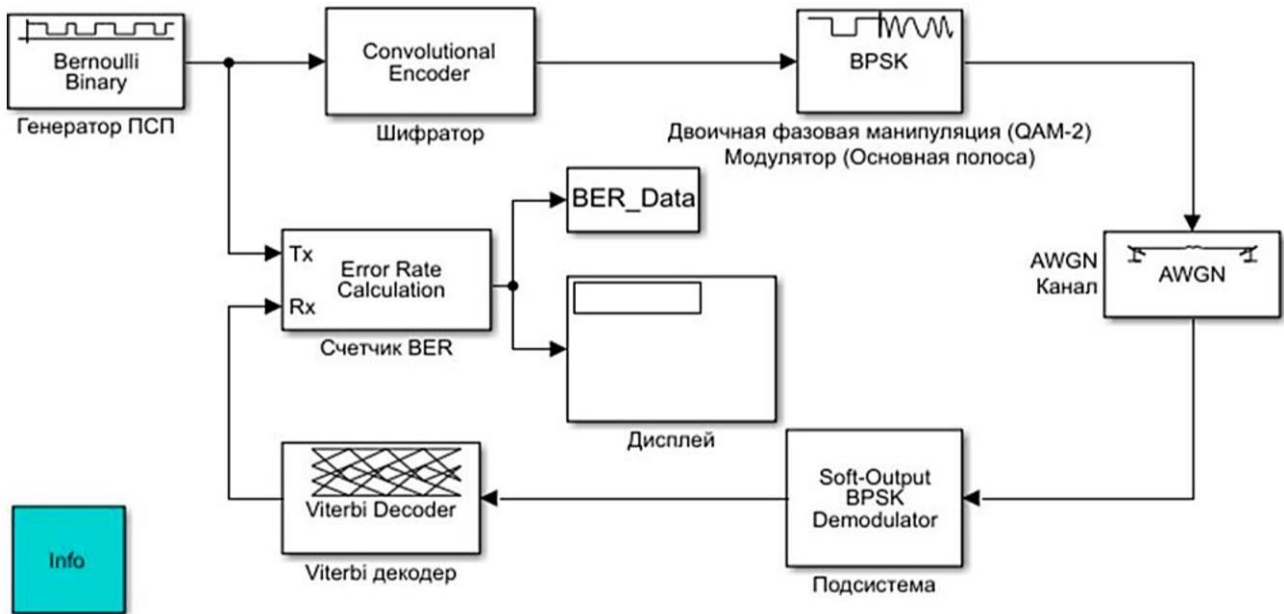 Bernoulli
Binary
Генератор ПСП
Convolutional
Encoder
Шифратор
BPSK
Двоичная фазовая манипуляция (QAM-2)
Модулятор (Основная полоса)
BER_Data
Tx
Rx
Error Rate
Calculation
Счетчик BER
AWGN
Канал
AWGN
Дисплей
Viterbi Decoder
Viterbi декодер
Soft-Output
BPSK
Demodulator
Подсистема
Info